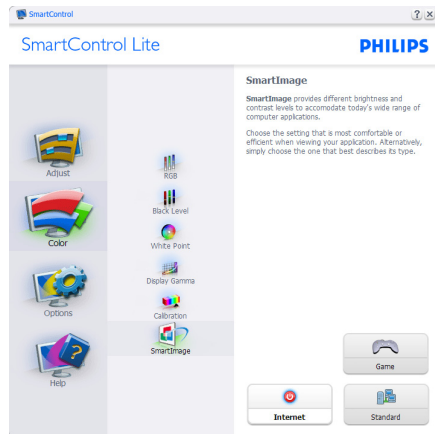 SmartControl
SmartControl Lite
PHILIPS
Adjust
Color
Options
Help
RGB
Black Level
White Point
Display Gamma
Calibration
SmartImage
SmartImage
SmartImage provides different brightness and
contrast levels to accomodate today's wide range of
computer applications.
Choose the setting that is most comfortable or
efficient when viewing your application. Alternatively,
simply choose the one that best describes its type.
Game
Internet
Standard